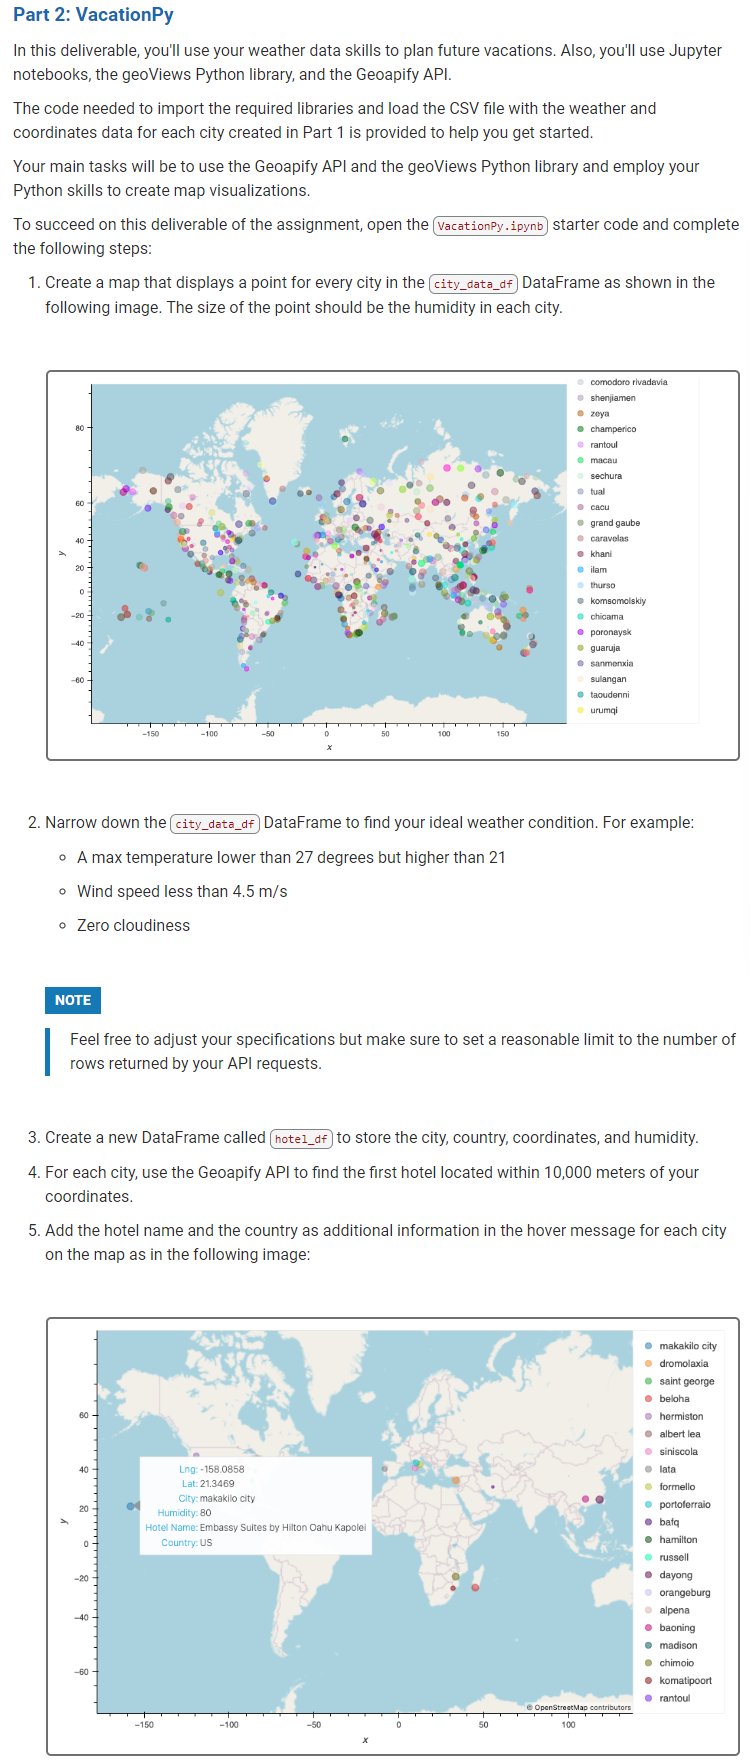 Part 2: VacationPy
In this deliverable, you'll use your weather data skills to plan future vacations. Also, you'll use Jupyter
notebooks, the geoViews Python library, and the Geoapify API.
The code needed to import the required libraries and load the CSV file with the weather and
coordinates data for each city created in Part 1 is provided to help you get started.
Your main tasks will be to use the Geoapify API and the geoViews Python library and employ your
Python skills to create map visualizations.
To succeed on this deliverable of the assignment, open the VacationPy.ipynb starter code and complete
the following steps:
1. Create a map that displays a point for every city in the city_data_df DataFrame as shown in the
following image. The size of the point should be the humidity in each city.
comodoro rivadavia
shenjiamen
zeya
champerico
rantoul
macau
sechura
tual
cacu
grand gaube
caravelas
khani
ilam
thurso
komsomolskiy
chicama
poronaysk
guaruja
sanmenxia
sulangan
taoudenni
urumqi
80
60
40
20
0
-20
-40
-60
y
-150 -100 -50 0 50 100 150
x
2. Narrow down the city_data_df DataFrame to find your ideal weather condition. For example:
◦ A max temperature lower than 27 degrees but higher than 21
◦ Wind speed less than 4.5 m/s
◦ Zero cloudiness
NOTE
Feel free to adjust your specifications but make sure to set a reasonable limit to the number of
rows returned by your API requests.
3. Create a new DataFrame called hotel_df to store the city, country, coordinates, and humidity.
4. For each city, use the Geoapify API to find the first hotel located within 10,000 meters of your
coordinates.
5. Add the hotel name and the country as additional information in the hover message for each city
on the map as in the following image:
makakilo city
dromolaxia
saint george
beloha
hermiston
albert lea
siniscola
lata
formello
portoferraio
bafq
hamilton
russell
dayong
orangeburg
alpena
baoning
madison
chimoio
komatipoort
rantoul
60
40
20
0
-20
-40
-60
y
Lng: -158.0858
Lat: 21.3469
City: makakilo city
Humidity: 80
Hotel Name: Embassy Suites by Hilton Oahu Kapolei
Country: US
© OpenStreetMap contributors
-150 -100 -50 0 50 100
x